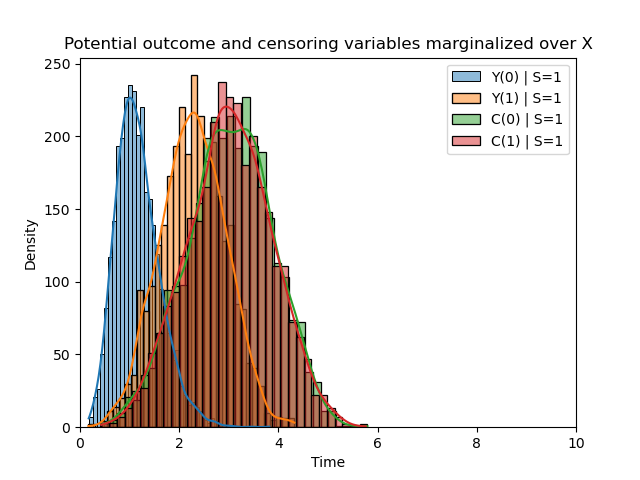 Potential outcome and censoring variables marginalized over X
Density
250
200
150
100
50
0
0 2 4 6 8 10
Time
Y(0) | S=1
Y(1) | S=1
C(0) | S=1
C(1) | S=1